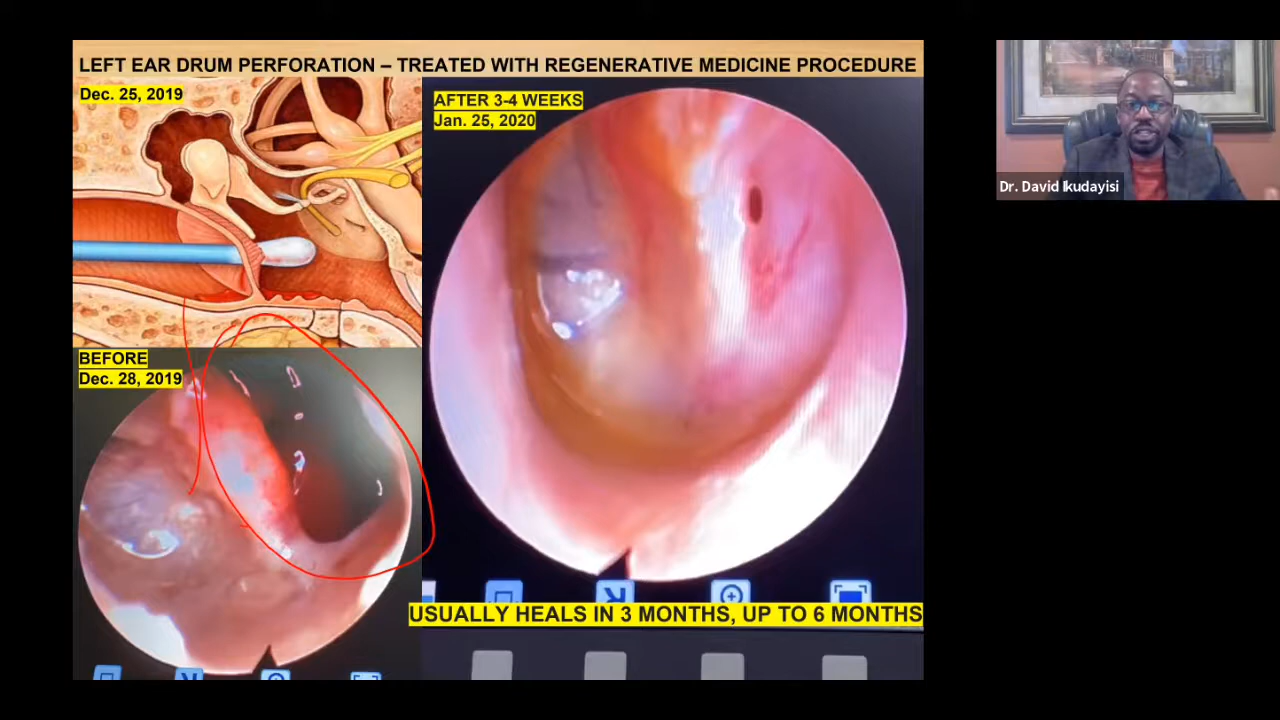 LEFT EAR DRUM PERFORATION – TREATED WITH REGENERATIVE MEDICINE PROCEDURE
Dec. 25, 2019
AFTER 3-4 WEEKS
Jan. 25, 2020
BEFORE
Dec. 28, 2019
USUALLY HEALS IN 3 MONTHS, UP TO 6 MONTHS
Dr. David Ikudayisi